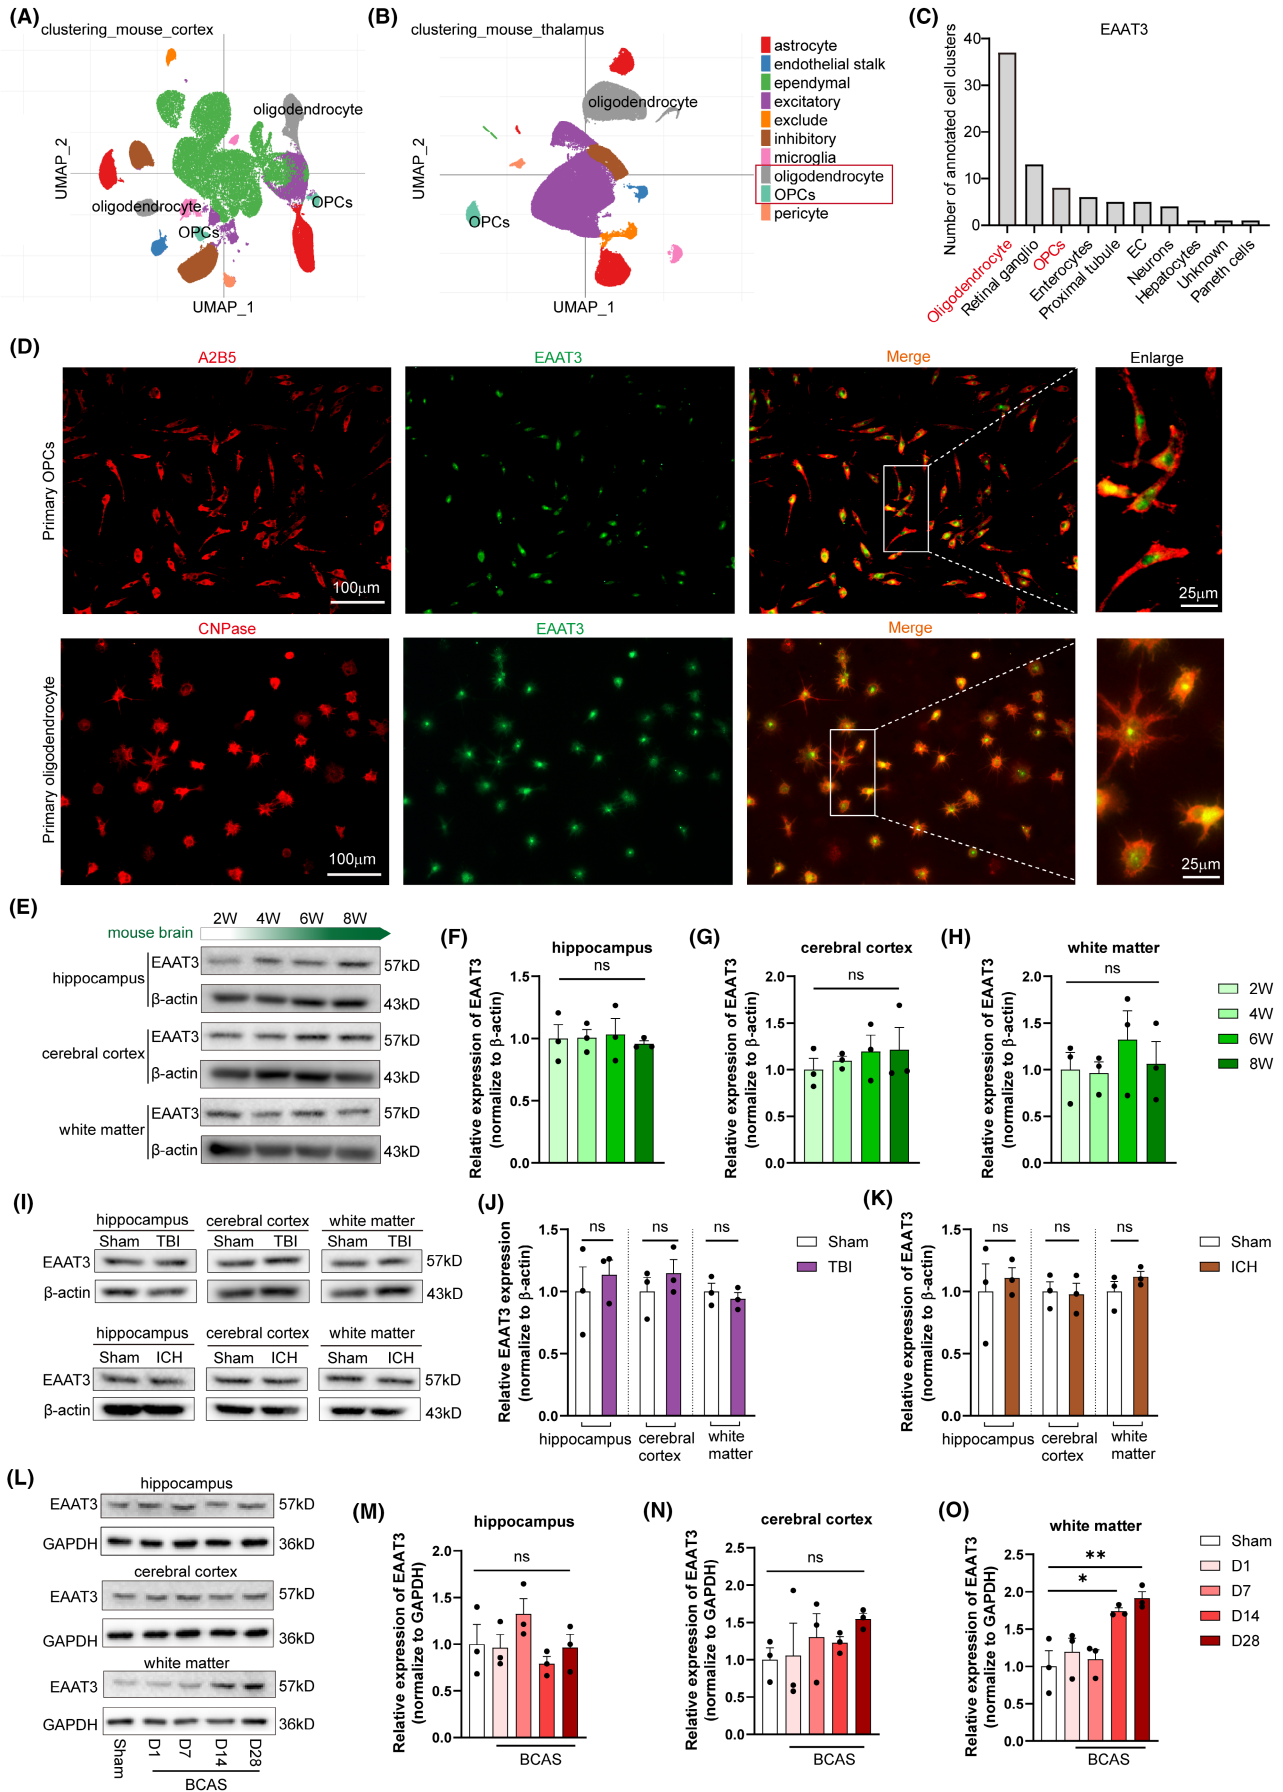 (A)
clustering_mouse_cortex
oligodendrocyte
oligodendrocyte
OPCs
OPCs
UMAP_2
UMAP_1
(B)
clustering_mouse_thalamus
oligodendrocyte
OPCs
UMAP_2
UMAP_1
astrocyte
endothelial stalk
ependymal
excitatory
exclude
inhibitory
microglia
oligodendrocyte
OPCs
pericyte
(C)
EAAT3
Number of annotated cell clusters
40
30
20
10
0
Oligodendrocyte
Retinal ganglio
OPCs
Enterocytes
Proximal tubule
EC
Neurons
Hepatocytes
Unknown
Paneth cells
(D)
A2B5
EAAT3
Merge
Enlarge
Primary OPCs
100μm
25μm
CNPase
EAAT3
Merge
Primary oligodendrocyte
100μm
25μm
(E)
2W 4W 6W 8W
mouse brain
hippocampus
EAAT3
57kD
β-actin
43kD
cerebral cortex
EAAT3
57kD
β-actin
43kD
white matter
EAAT3
57kD
β-actin
43kD
(F)
hippocampus
Relative expression of EAAT3
(normalize to β-actin)
1.5
1.0
0.5
0.0
ns
(G)
cerebral cortex
Relative expression of EAAT3
(normalize to β-actin)
2.0
1.5
1.0
0.5
0.0
ns
(H)
white matter
Relative expression of EAAT3
(normalize to β-actin)
2.0
1.5
1.0
0.5
0.0
ns
2W
4W
6W
8W
(I)
hippocampus cerebral cortex white matter
Sham TBI Sham TBI Sham TBI
EAAT3
57kD
β-actin
43kD
hippocampus cerebral cortex white matter
Sham ICH Sham ICH Sham ICH
EAAT3
57kD
β-actin
43kD
(J)
Relative EAAT3 expression
(normalize to β-actin)
1.5
1.0
0.5
0.0
ns ns ns
hippocampus
cerebral
cortex
white
matter
Sham
TBI
(K)
Relative expression of EAAT3
(normalize to β-actin)
1.5
1.0
0.5
0.0
ns ns ns
hippocampus
cerebral
cortex
white
matter
Sham
ICH
(L)
hippocampus
EAAT3
57kD
GAPDH
36kD
cerebral cortex
EAAT3
57kD
GAPDH
36kD
white matter
EAAT3
57kD
GAPDH
36kD
Sham
D1
D7
D14
D28
BCAS
(M)
hippocampus
Relative expression of EAAT3
(normalize to GAPDH)
2.0
1.5
1.0
0.5
0.0
ns
BCAS
(N)
cerebral cortex
Relative expression of EAAT3
(normalize to GAPDH)
2.5
2.0
1.5
1.0
0.5
0.0
ns
BCAS
(O)
white matter
Relative expression of EAAT3
(normalize to GAPDH)
2.5
2.0
1.5
1.0
0.5
0.0
**
*
BCAS
Sham
D1
D7
D14
D28